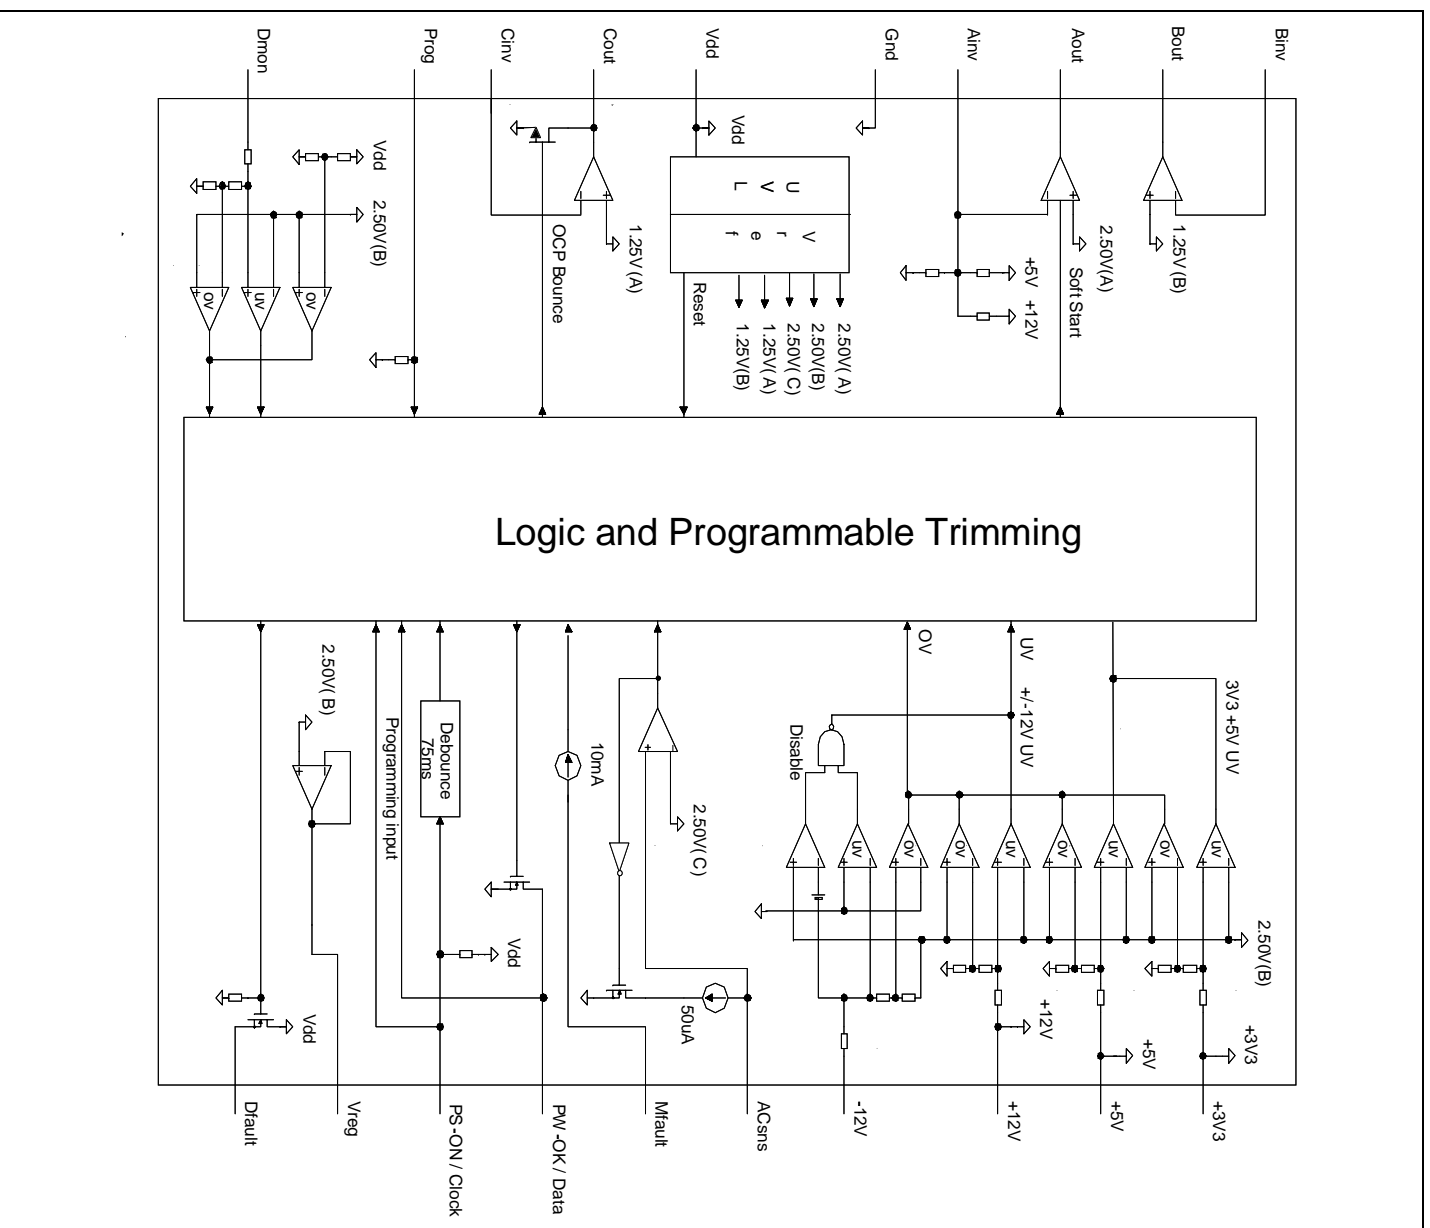 Dmon
Prog
Cinv
Cout
Vdd
Gnd
Ainv
Aout
Bout
Binv
Vdd
2.50V(B)
OV
UV
OV
1.25V(A)
OCP Bounce
Vdd
UVL
Vref
Reset
1.25V(B)
1.25V(A)
2.50V(C)
2.50V(B)
2.50V(A)
+5V
+12V
2.50V(A)
Soft Start
1.25V(B)
Logic and Programmable Trimming
2.50V(B)
Programming input
Debounce
75ms
10mA
2.50V(C)
Disable
OV
UV
+/-12V UV
3V3 +5V UV
UV
OV
OV
UV
OV
UV
OV
UV
2.50V(B)
Vdd
Vdd
50uA
+12V
+5V
+3V3
Dfault
Vreg
PS-ON / Clock
PW-OK / Data
Mfault
ACsns
-12V
+12V
+5V
+3V3